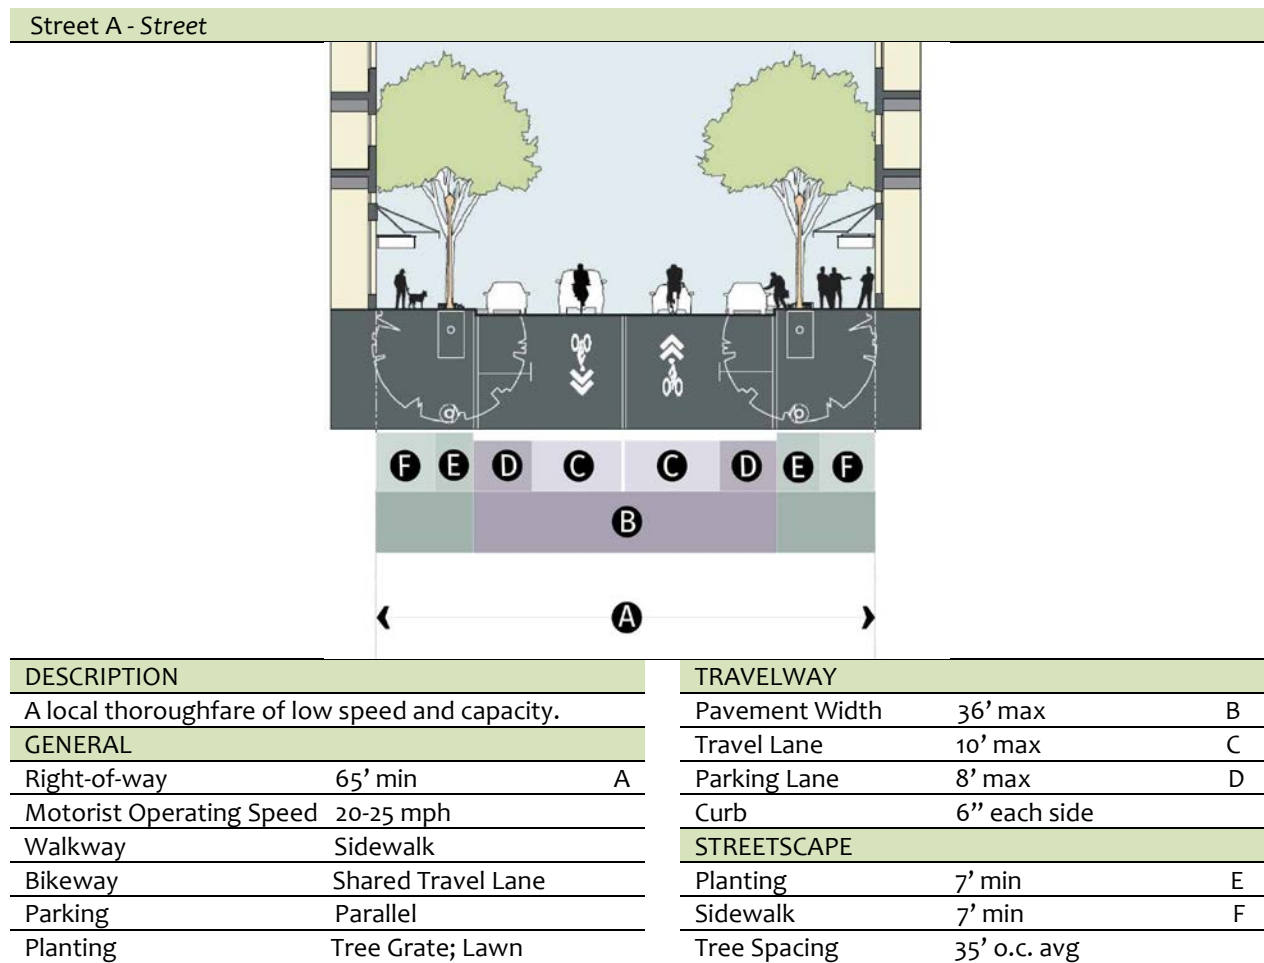 Street A - Street
F E D C C D E F
B
A
DESCRIPTION
A local thoroughfare of low speed and capacity.
GENERAL
Right-of-way 65’ min A
Motorist Operating Speed 20-25 mph
Walkway Sidewalk
Bikeway Shared Travel Lane
Parking Parallel
Planting Tree Grate; Lawn
TRAVELWAY
Pavement Width 36’ max B
Travel Lane 10’ max C
Parking Lane 8’ max D
Curb 6” each side
STREETSCAPE
Planting 7’ min E
Sidewalk 7’ min F
Tree Spacing 35’ o.c. avg